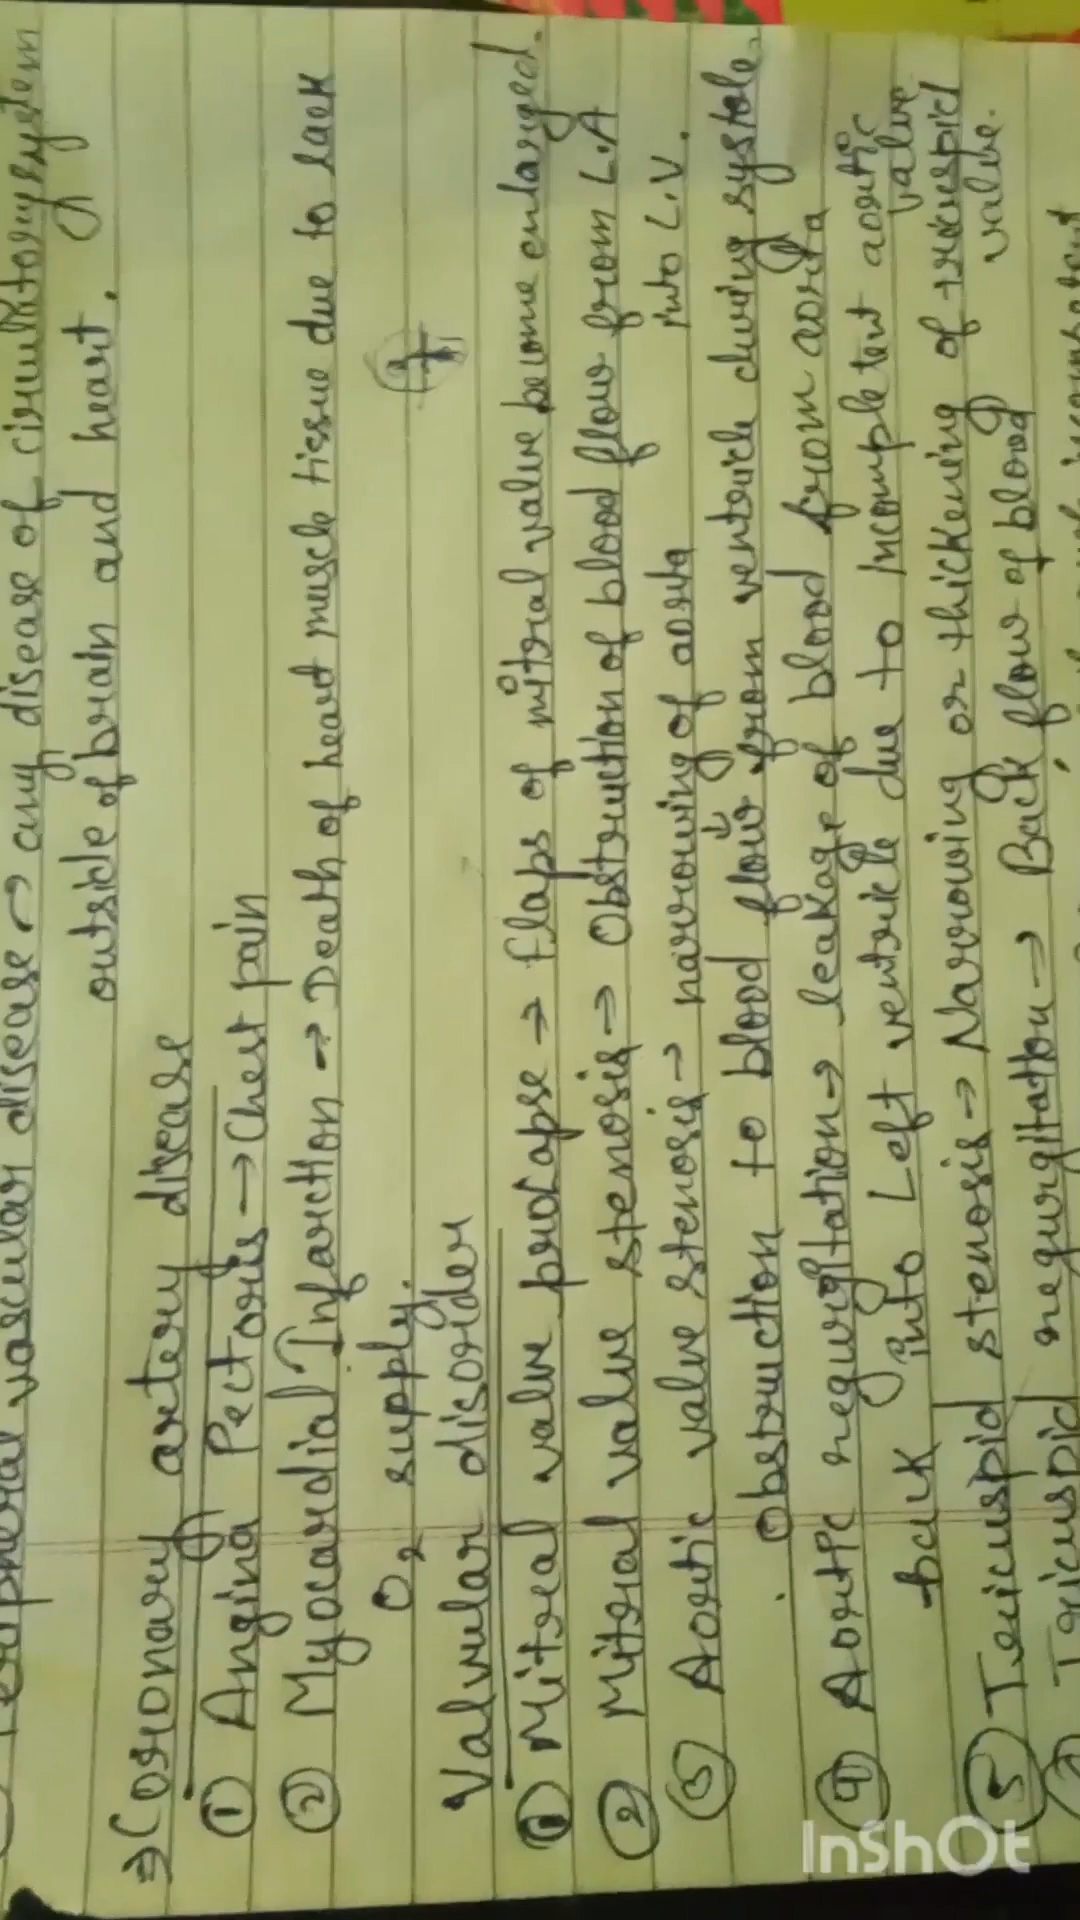 vascular disease → any disease of circulitory system
outside of brain and heart.
⇒ Coronary artery disease
① Angina Pectoris → Chest pain
② Myocardial Infarction → Death of heart muscle tissue due to lack
O₂ supply.
Valvular disorder
① Mitral valve prolapse → flaps of mitral valve become enlarged.
② Mitral valve stenosis → Obstruction of blood flow from L.A
into L.V.
③ Aortic valve stenosis → narrowing of aorta
↓
Obstruction to blood flow from ventricle during systole.
④ Aortic regurgitation → leakage of blood from aorta
back into Left ventricle due to incompletent aortic
valve
⑤ Tricuspid stenosis → Narrowing or thickening of tricuspid
valve.
Tricuspid regurgitation → Back flow of blood
InShOt